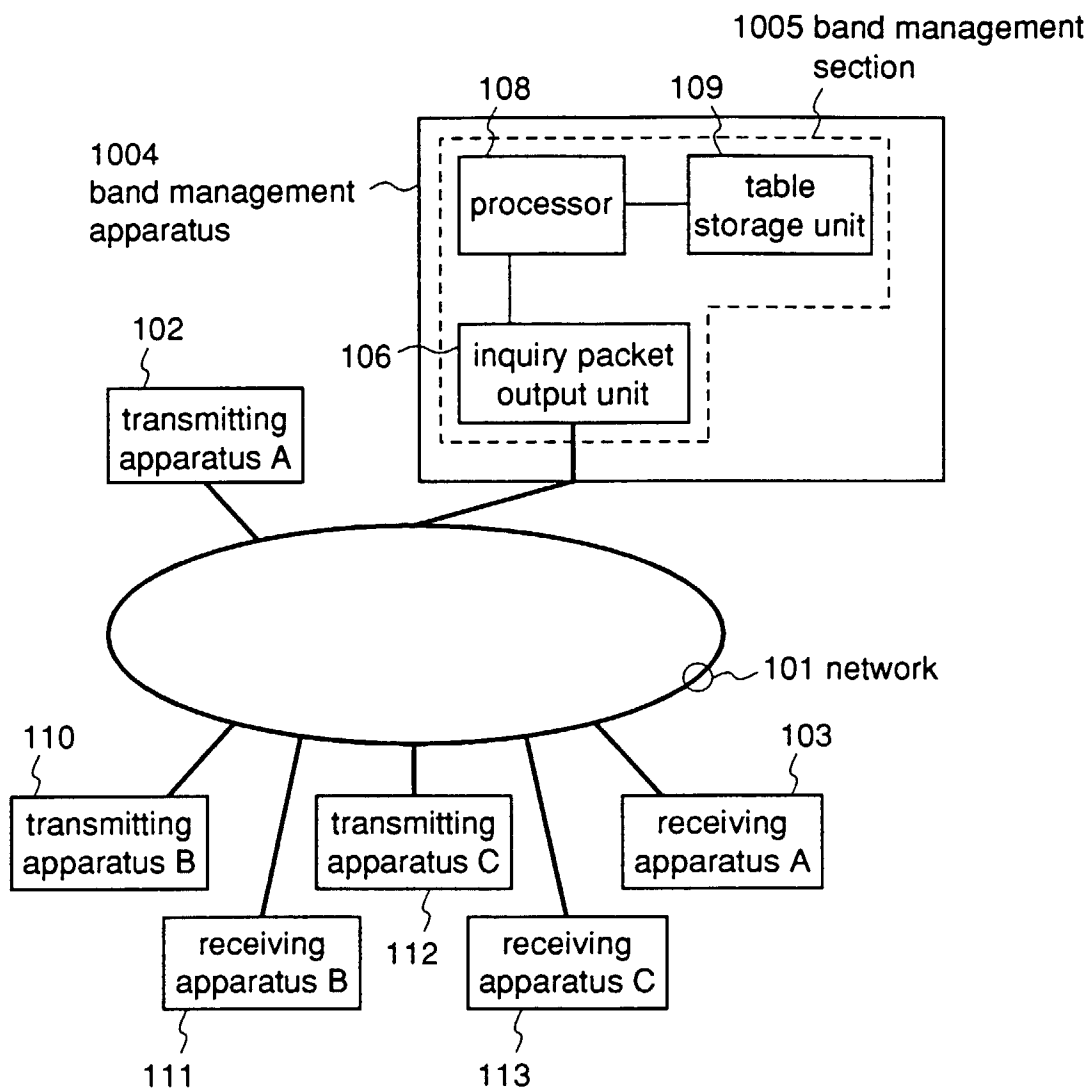 1005 band management
section
108
109
1004
band management
apparatus
processor
table
storage unit
102
106
inquiry packet
output unit
transmitting
apparatus A
101 network
110
103
transmitting
apparatus B
transmitting
apparatus C
receiving
apparatus A
112
receiving
apparatus B
receiving
apparatus C
111
113